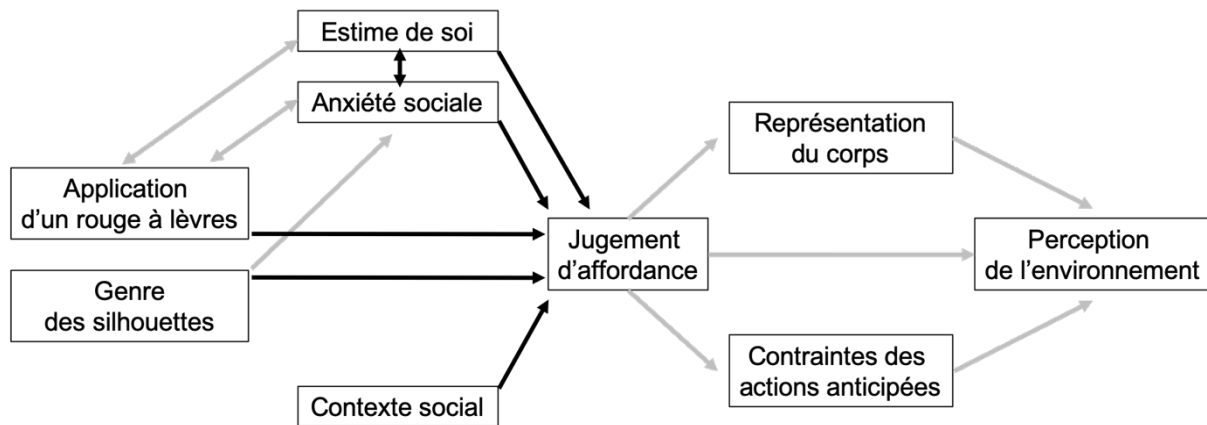 Estime de soi
Anxiété sociale
Application
d'un rouge à lèvres
Genre
des silhouettes
Contexte social
Jugement
d'affordance
Représentation
du corps
Contraintes des
actions anticipées
Perception
de l'environnement